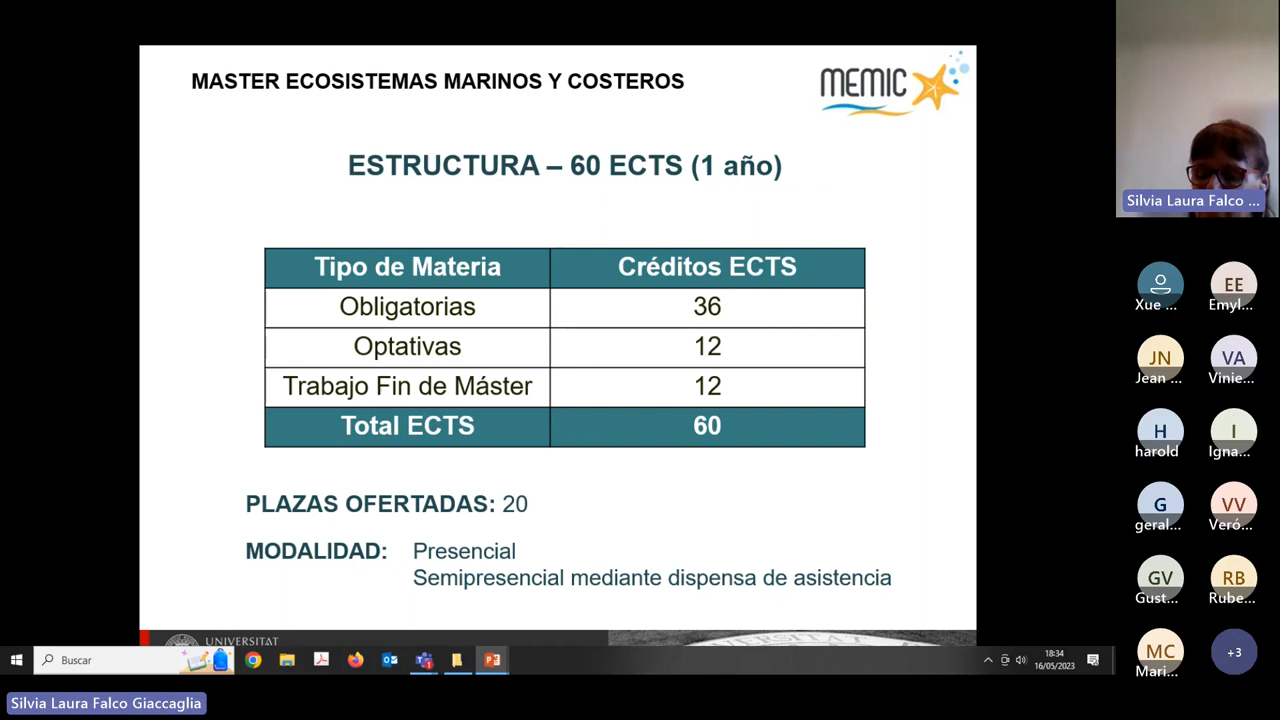 MASTER ECOSISTEMAS MARINOS Y COSTEROS
MEMIC
ESTRUCTURA – 60 ECTS (1 año)
Tipo de Materia Créditos ECTS
Obligatorias 36
Optativas 12
Trabajo Fin de Máster 12
Total ECTS 60
PLAZAS OFERTADAS: 20
MODALIDAD: Presencial
Semipresencial mediante dispensa de asistencia
UNIVERSITAT
Buscar
18:34
16/05/2023
Silvia Laura Falco Giaccaglia
Silvia Laura Falco ...
Xue ...
EE
Emyl...
JN
Jean ...
VA
Vinie...
H
harold
I
Igna...
G
geral...
VV
Veró...
GV
Gust...
RB
Rube...
MC
Mari...
+3